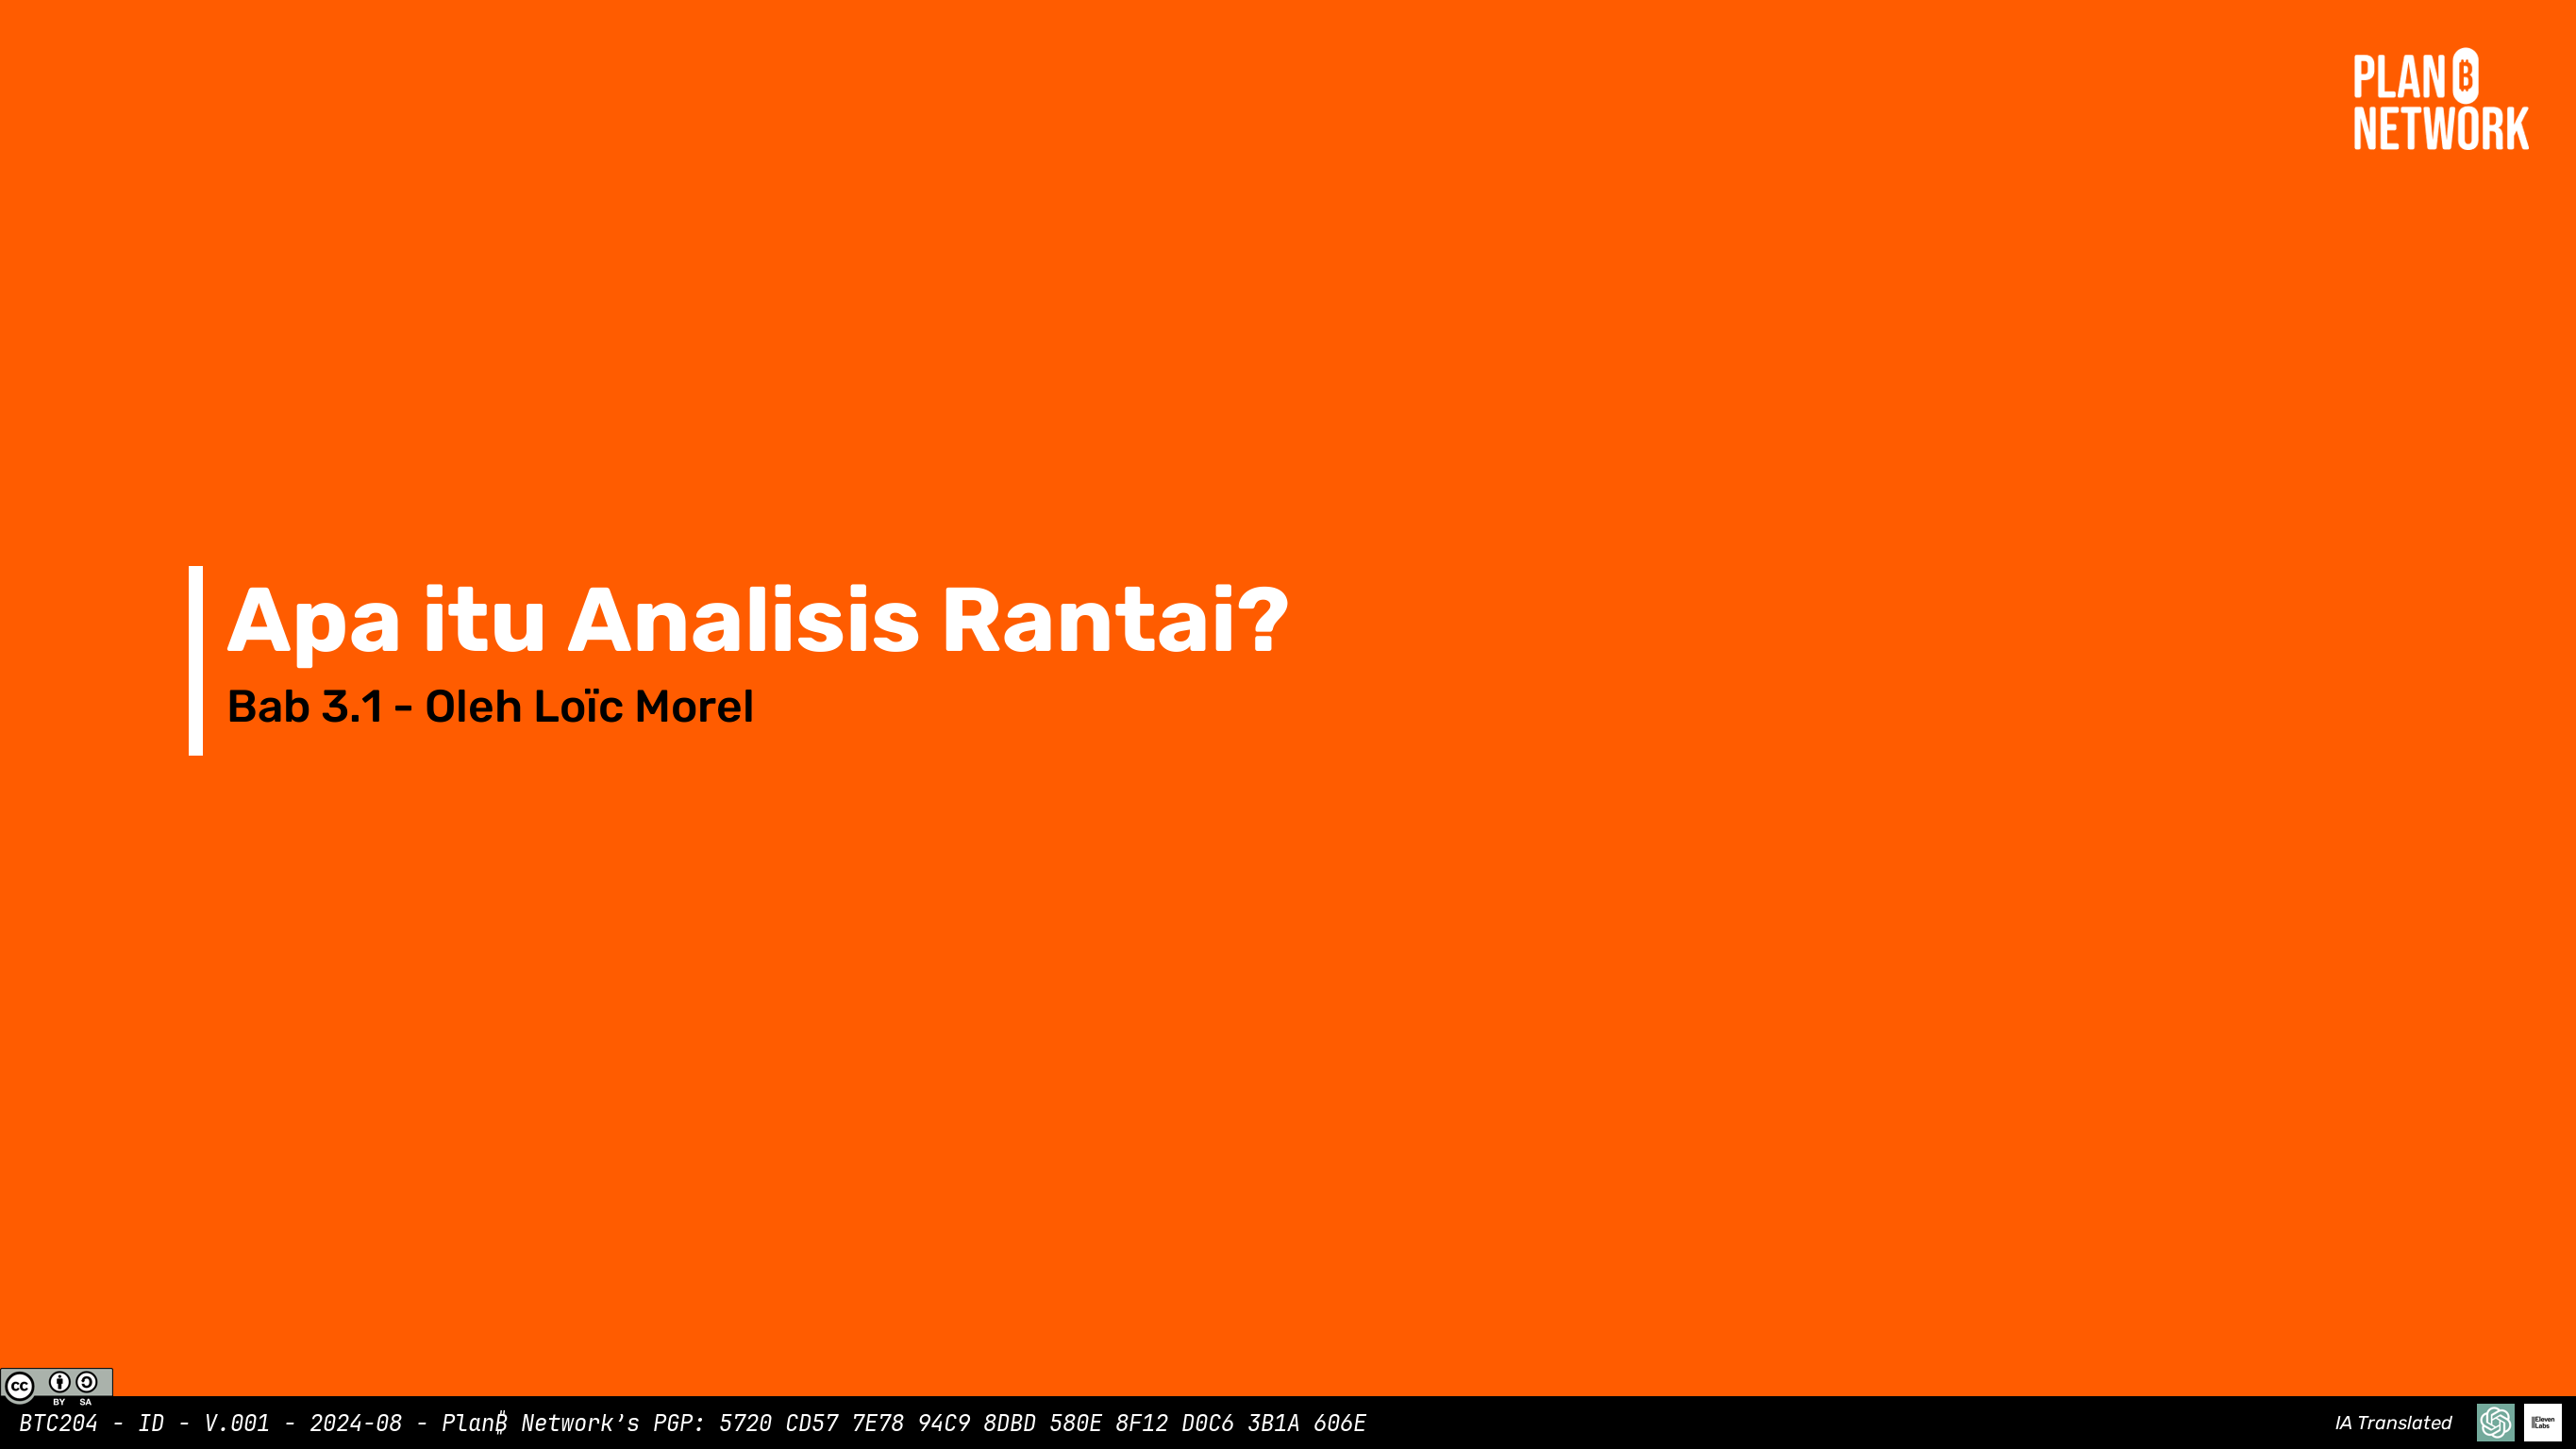 PLAN ₿
NETWORK
Apa itu Analisis Rantai?
Bab 3.1 - Oleh Loïc Morel
CC BY SA
BTC204 - ID - V.001 - 2024-08 - Plan₿ Network’s PGP: 5720 CD57 7E78 94C9 8DBD 580E 8F12 D0C6 3B1A 606E
IA Translated
IIElevenLabs